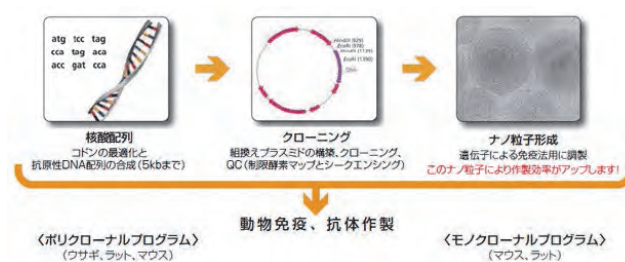 atg tcc tag
cca tag aca
acc gat cca
核酸配列
コドンの最適化と
抗原性DNA配列の合成(5kbまで)
クローニング
組換えプラスミドの構築、クローニング、
QC(制限酵素マップとシークエンシング)
ナノ粒子形成
遺伝子による免疫法用に調製
このナノ粒子により作製効率がアップします!
動物免疫、抗体作製
〈ポリクローナルプログラム〉
(ウサギ、ラット、マウス)
〈モノクローナルプログラム〉
(マウス、ラット)